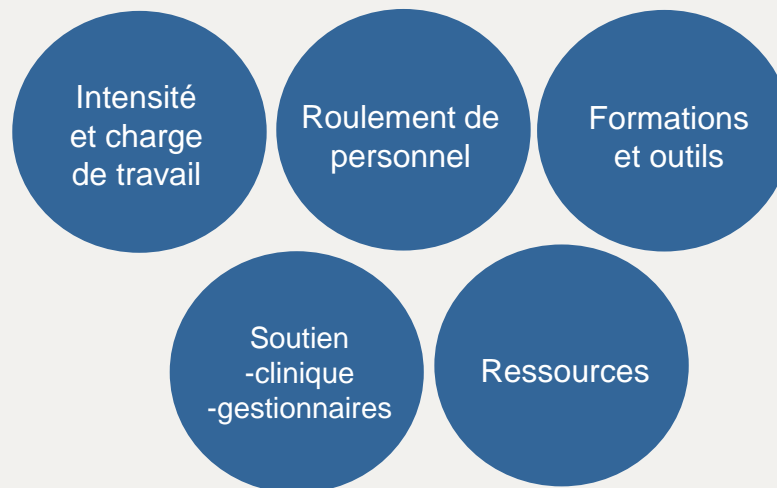 Intensité
et charge
de travail
Roulement de
personnel
Formations
et outils
Soutien
-clinique
-gestionnaires
Ressources